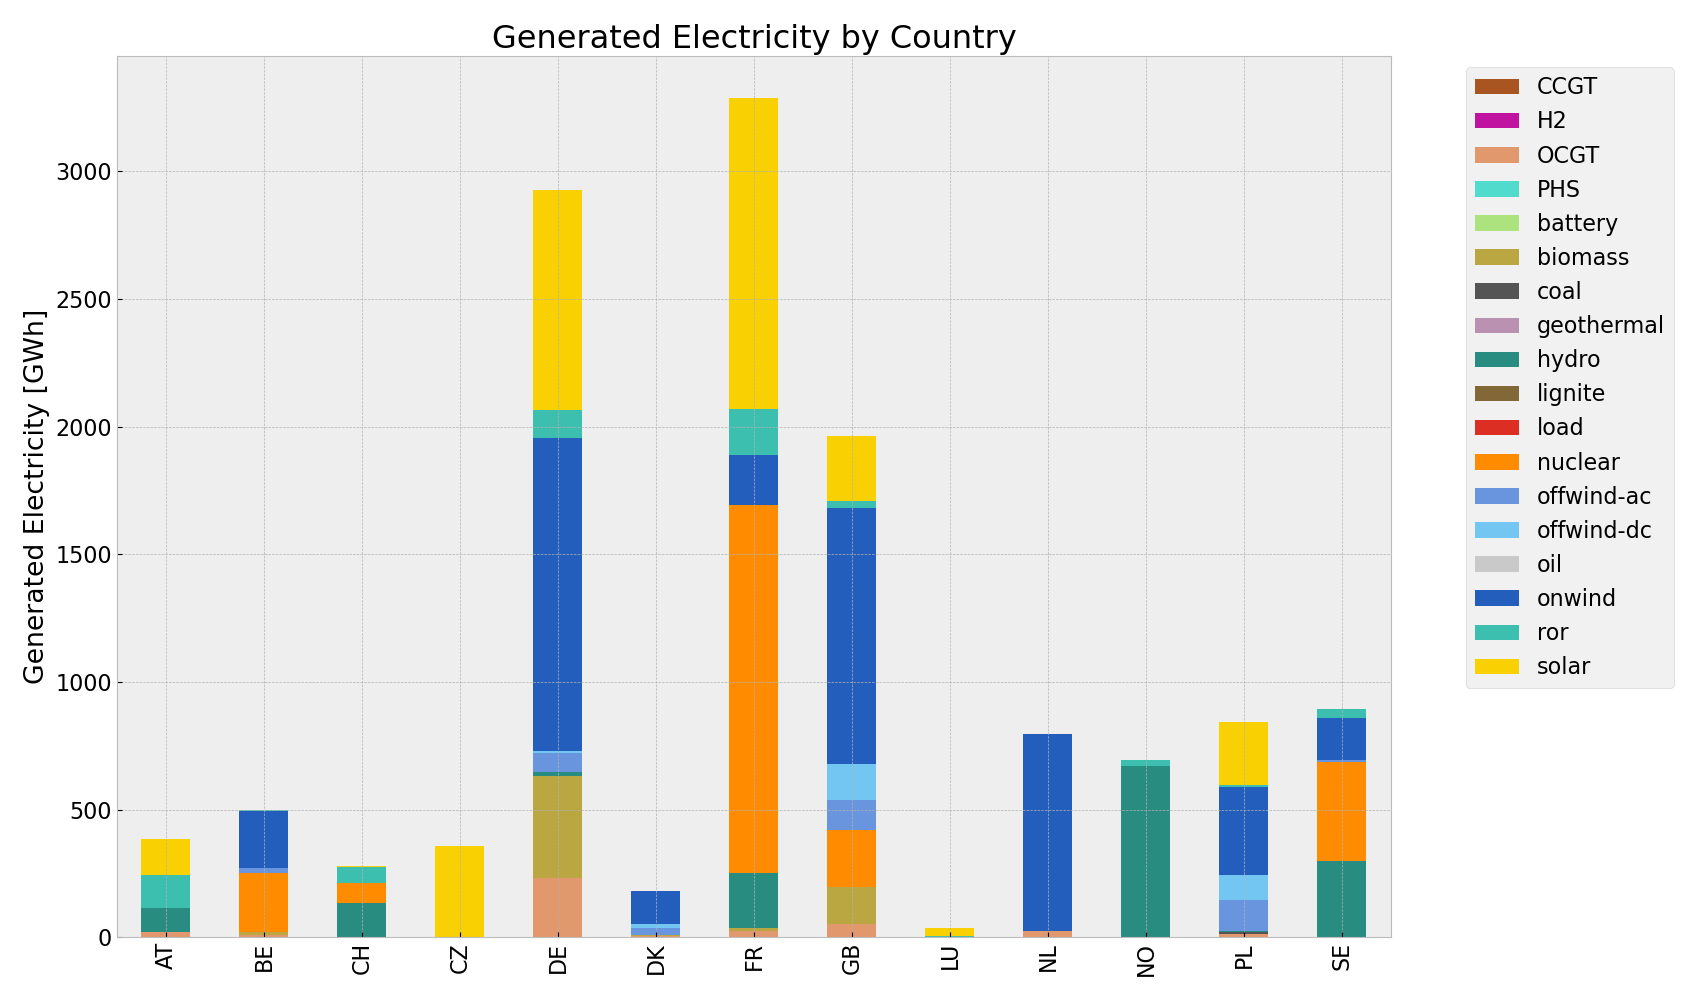 Generated Electricity by Country
Generated Electricity [GWh]
3000
2500
2000
1500
1000
500
0
AT
BE
CH
CZ
DE
DK
FR
GB
LU
NL
NO
PL
SE
CCGT
H2
OCGT
PHS
battery
biomass
coal
geothermal
hydro
lignite
load
nuclear
offwind-ac
offwind-dc
oil
onwind
ror
solar